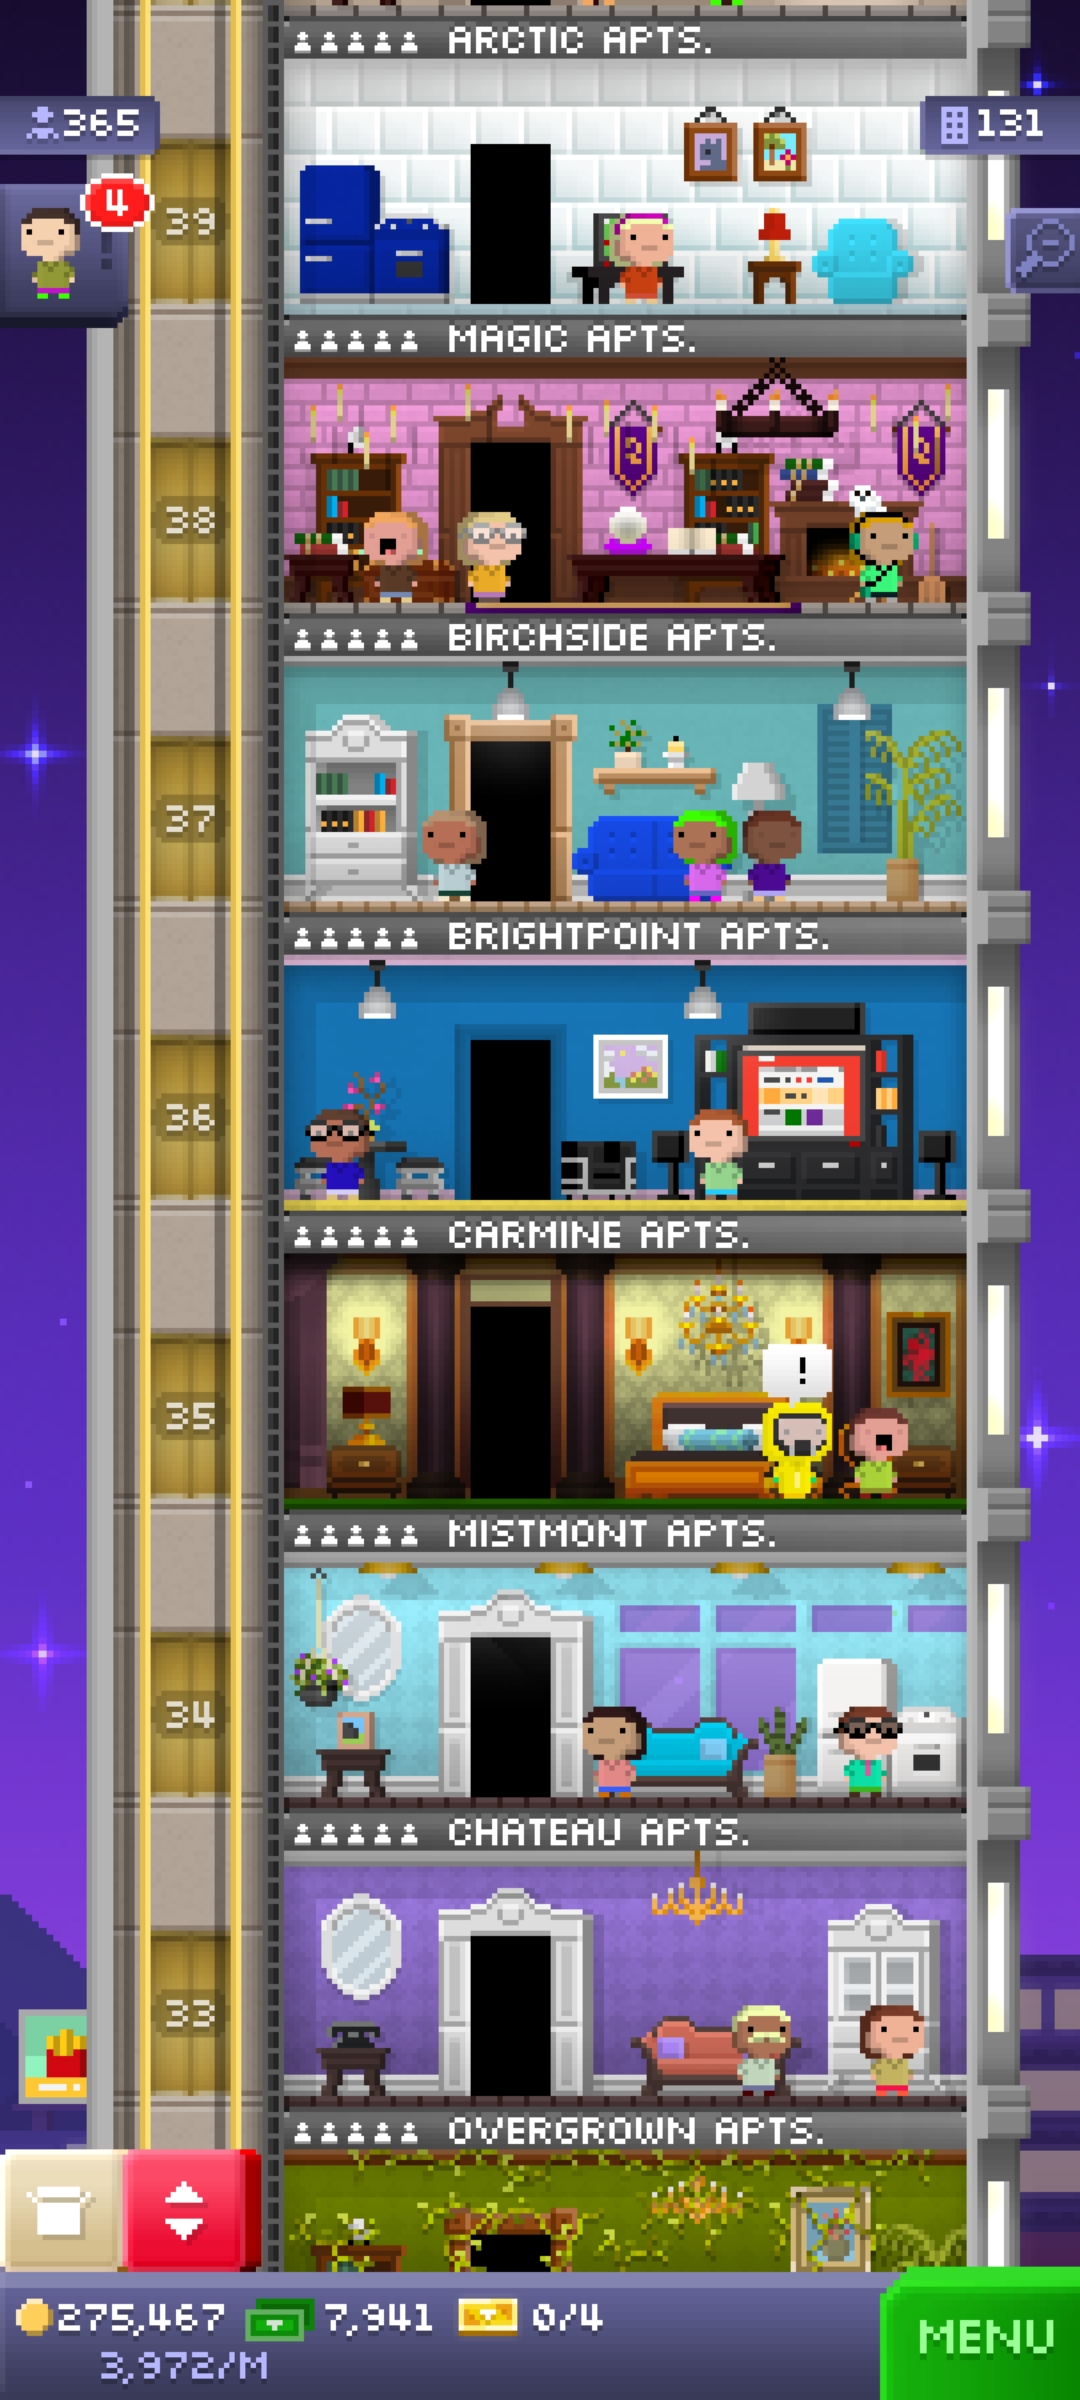 ARCTIC APTS.
365
131
4
39
MAGIC APTS.
38
BIRCHSIDE APTS.
37
BRIGHTPOINT APTS.
36
CARMINE APTS.
!
35
MISTMONT APTS.
34
CHATEAU APTS.
33
OVERGROWN APTS.
275,467 7,941 0/4
3,972/M
MENU